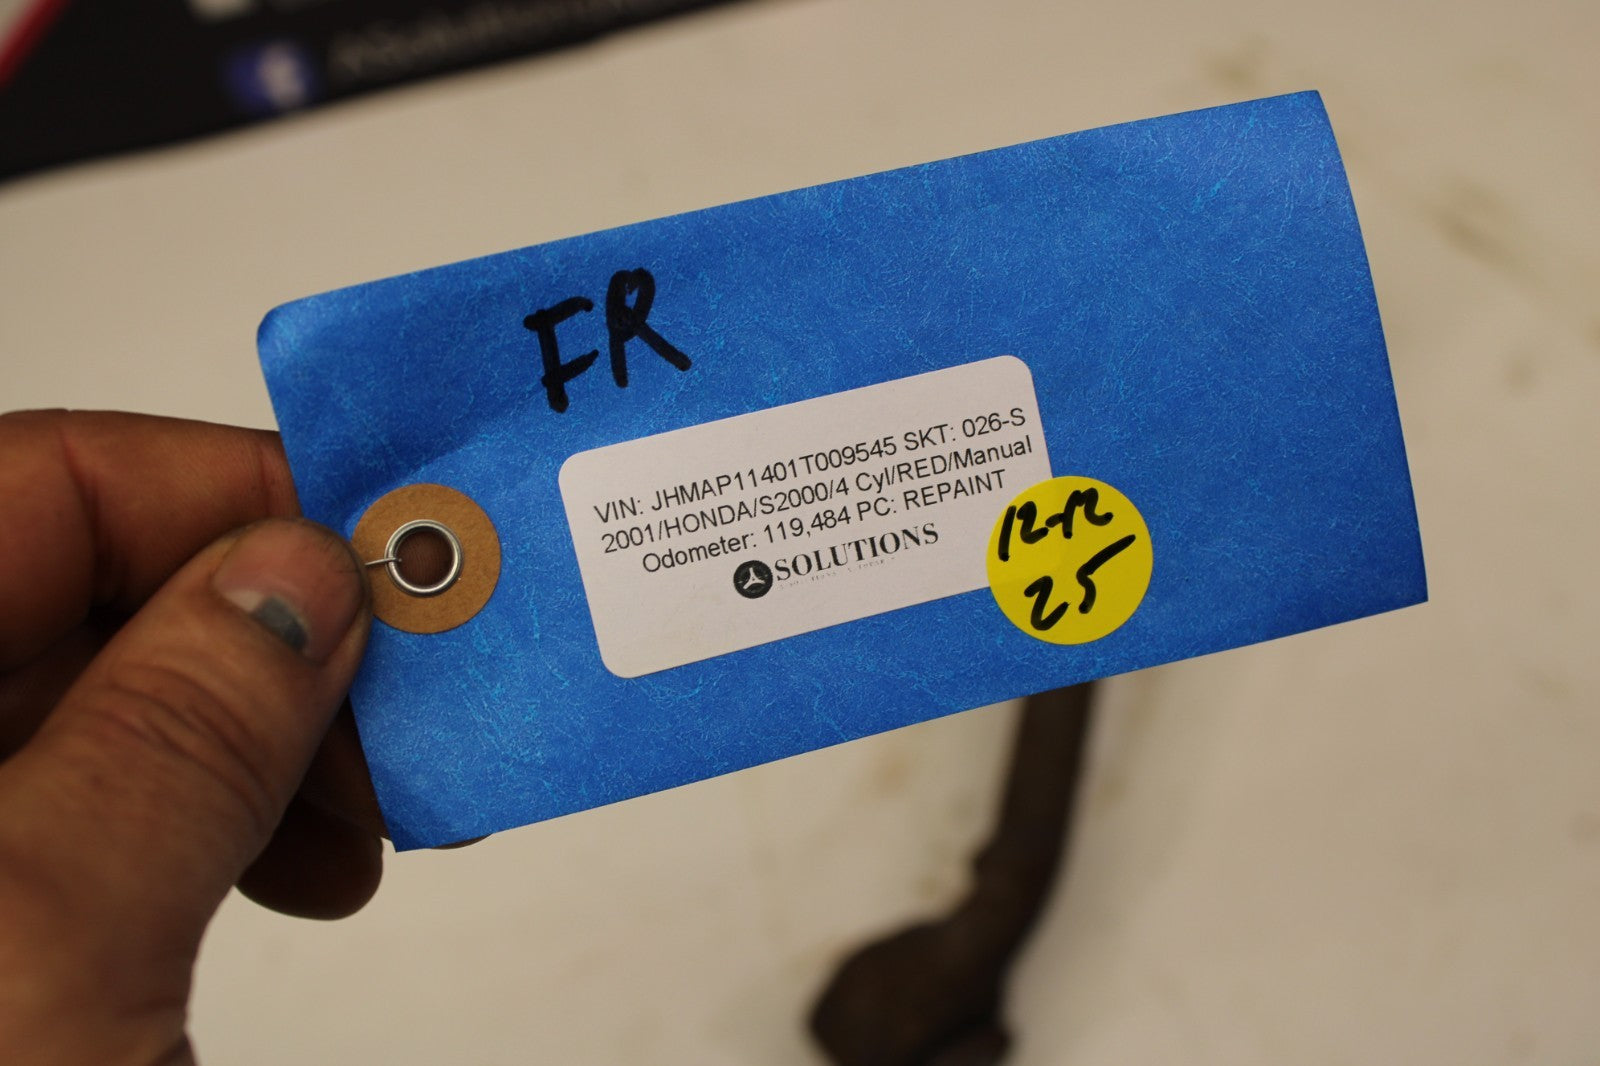 FR
VIN: JHMAP11401T009545 SKT: 026-S
2001/HONDA/S2000/4 Cyl/RED/Manual
Odometer: 119,484 PC: REPAINT
SOLUTIONS
12-12
25